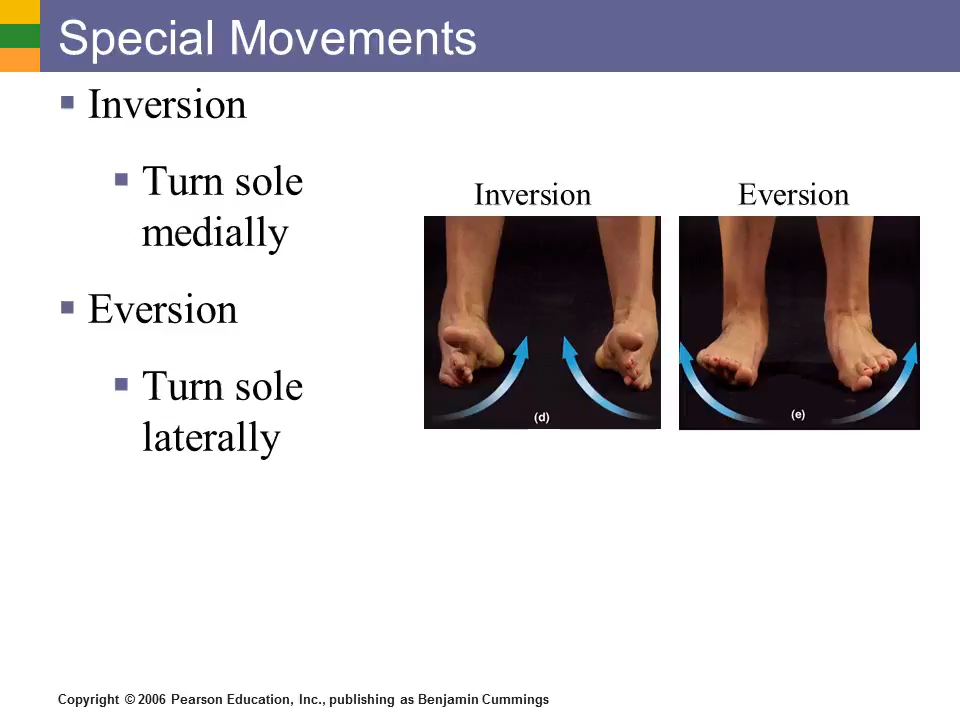 Special Movements
Inversion
Turn sole
medially
Eversion
Turn sole
laterally
Inversion
Eversion
(d)
(e)
Copyright © 2006 Pearson Education, Inc., publishing as Benjamin Cummings